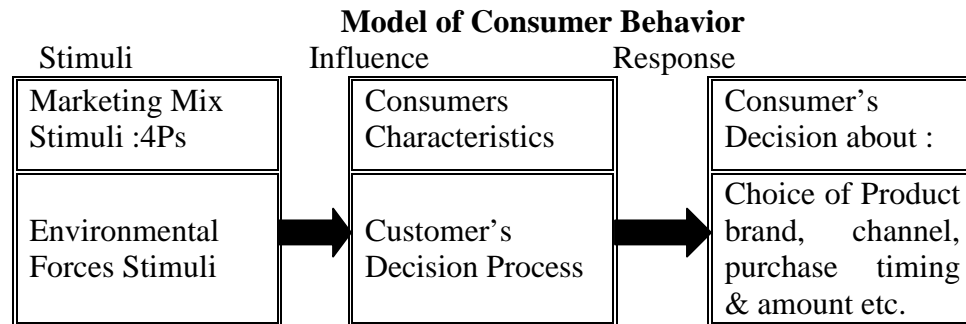 Model of Consumer Behavior
Stimuli Influence Response
Marketing Mix
Stimuli :4Ps
Consumers
Characteristics
Consumer’s
Decision about :
Environmental
Forces Stimuli
Customer’s
Decision Process
Choice of Product
brand, channel,
purchase timing
& amount etc.